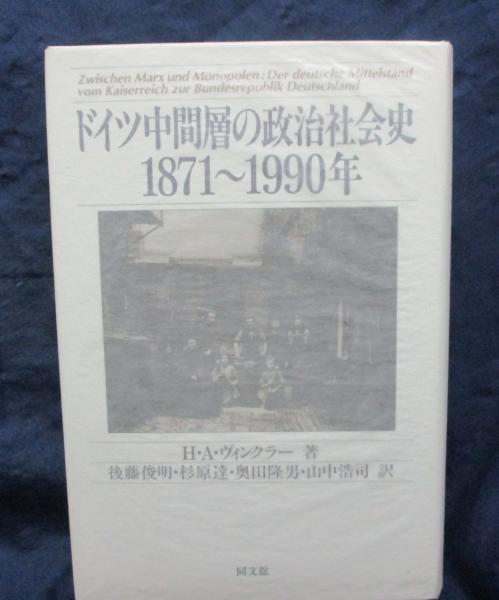 Zwischen Marx und Monopolen: Der deutsche Mittelstand
vom Kaiserreich zur Bundesrepublik Deutschland
ドイツ中間層の政治社会史
1871～1990年
H・A・ヴィンクラー 著
後藤俊明・杉原達・奥田隆男・山中浩司 訳
同文舘